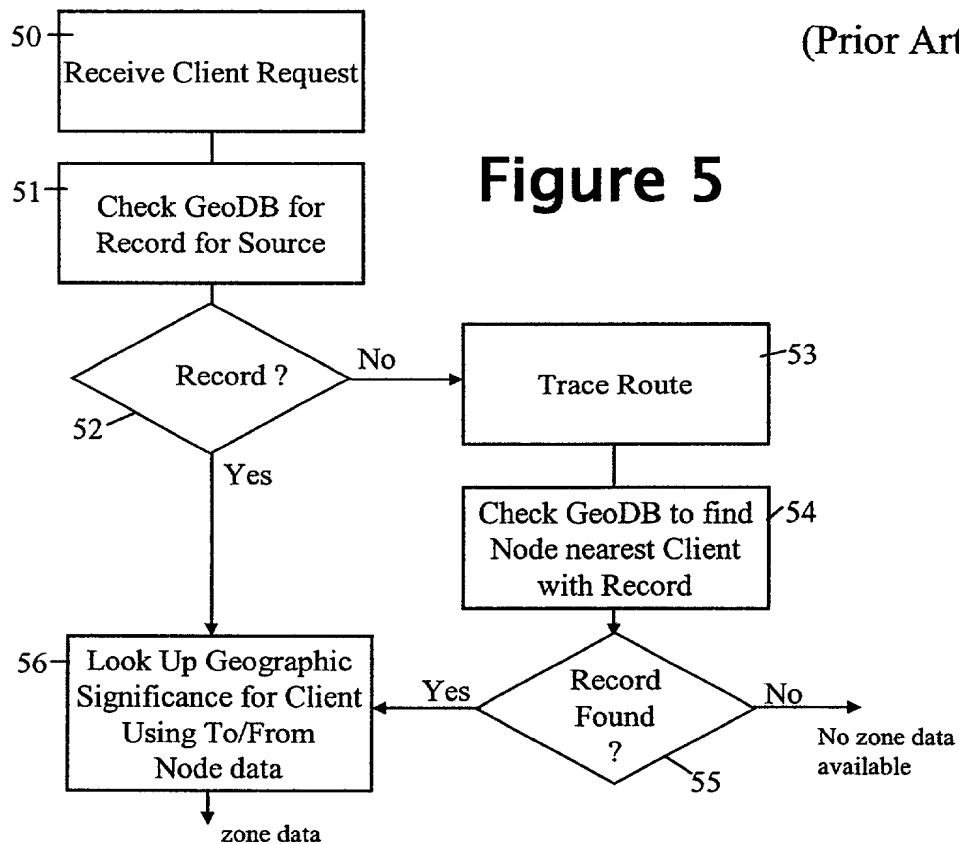 (Prior Art
Figure 5
50
Receive Client Request
51
Check GeoDB for
Record for Source
Record ?
52
No
Yes
53
Trace Route
54
Check GeoDB to find
Node nearest Client
with Record
Record
Found
?
55
Yes
No
No zone data
available
56
Look Up Geographic
Significance for Client
Using To/From
Node data
zone data